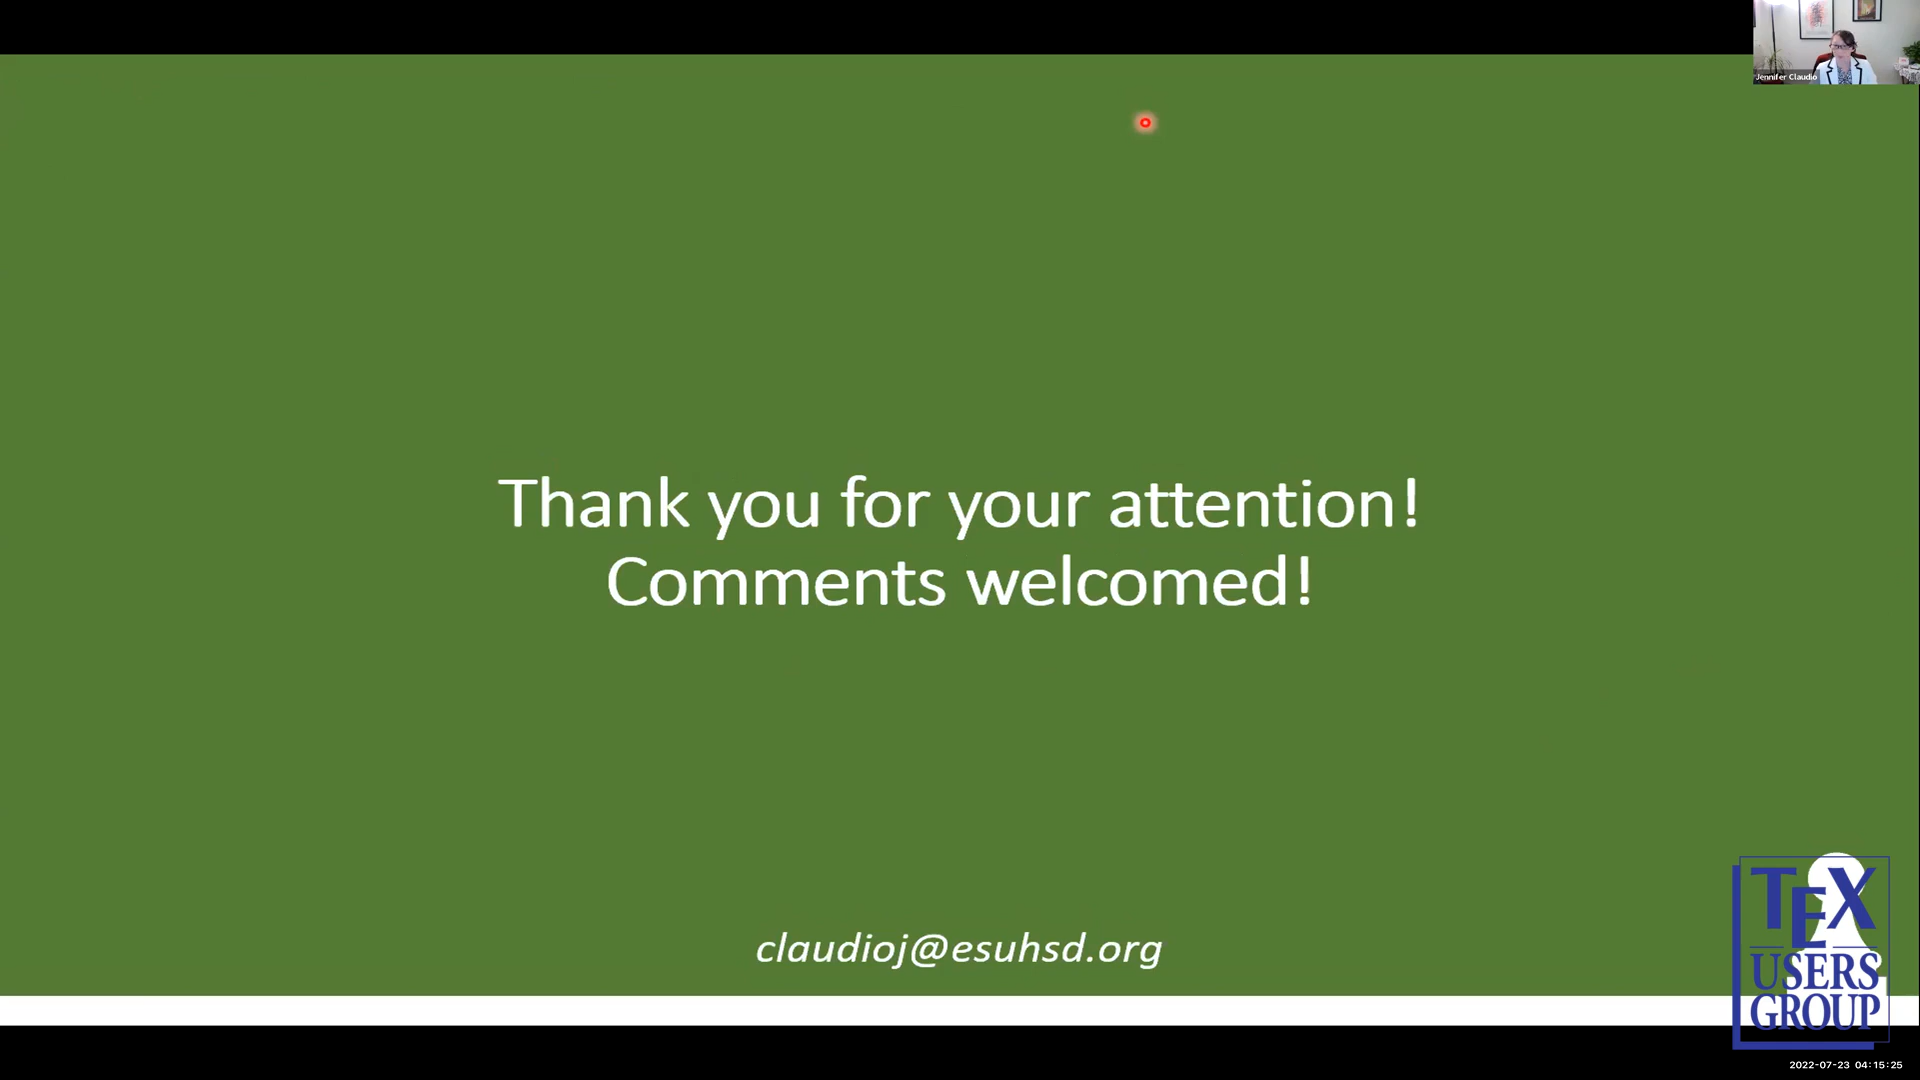 Jennifer Claudio
Thank you for your attention!
Comments welcomed!
claudioj@esuhsd.org
TEX
USERS
GROUP
2022-07-23 04:15:25